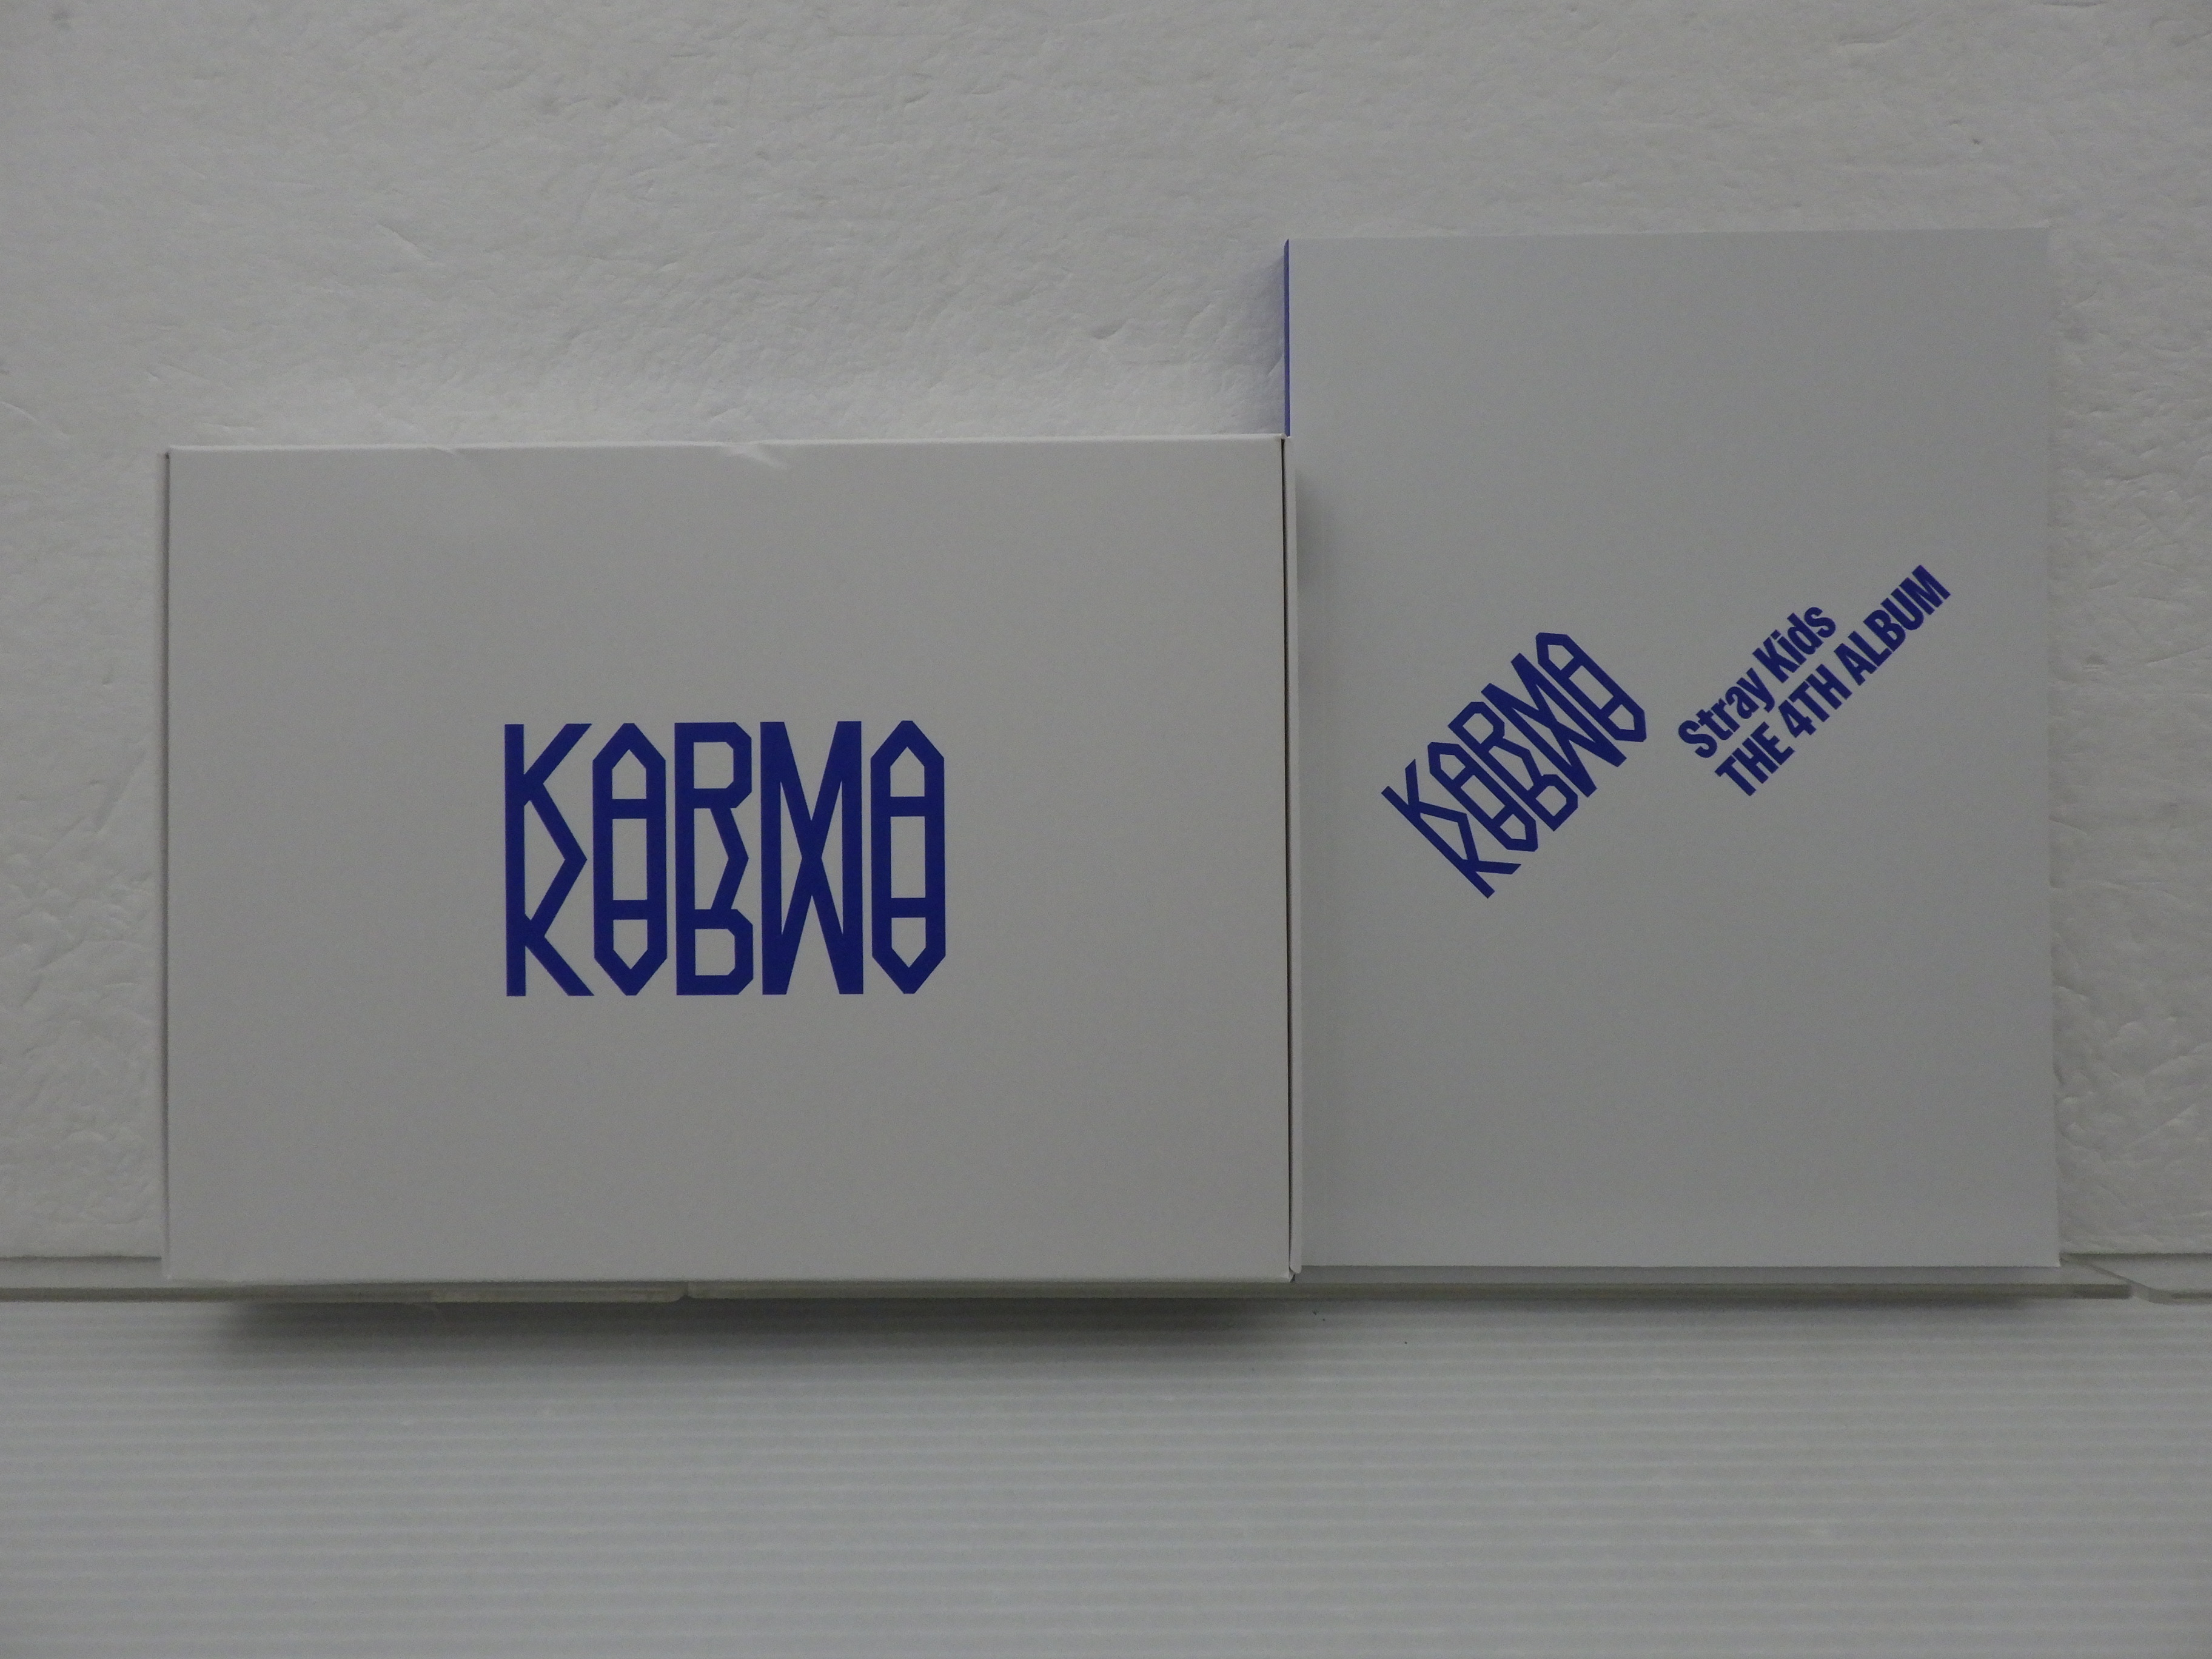 KARMA
KARMA
Stray Kids
THE 4TH ALBUM